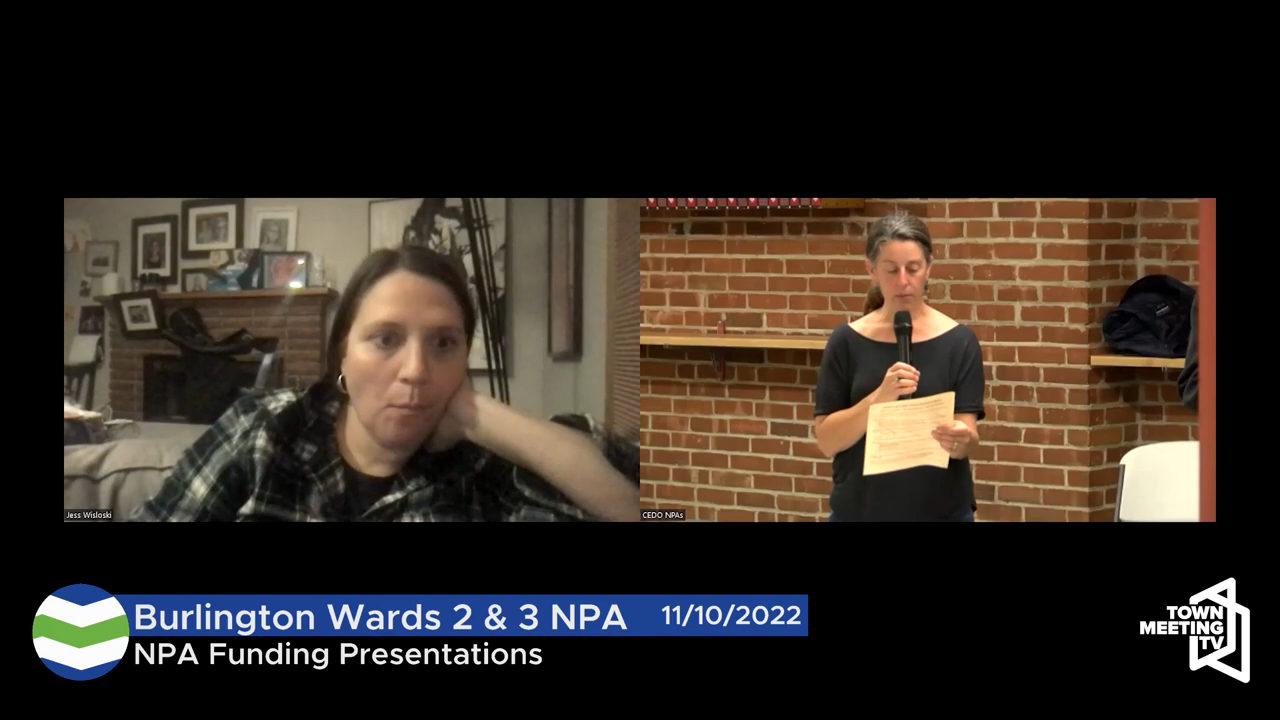 Jess Wisloski
CEDO NPAs
Burlington Wards 2 & 3 NPA 11/10/2022
NPA Funding Presentations
TOWN
MEETING
TV